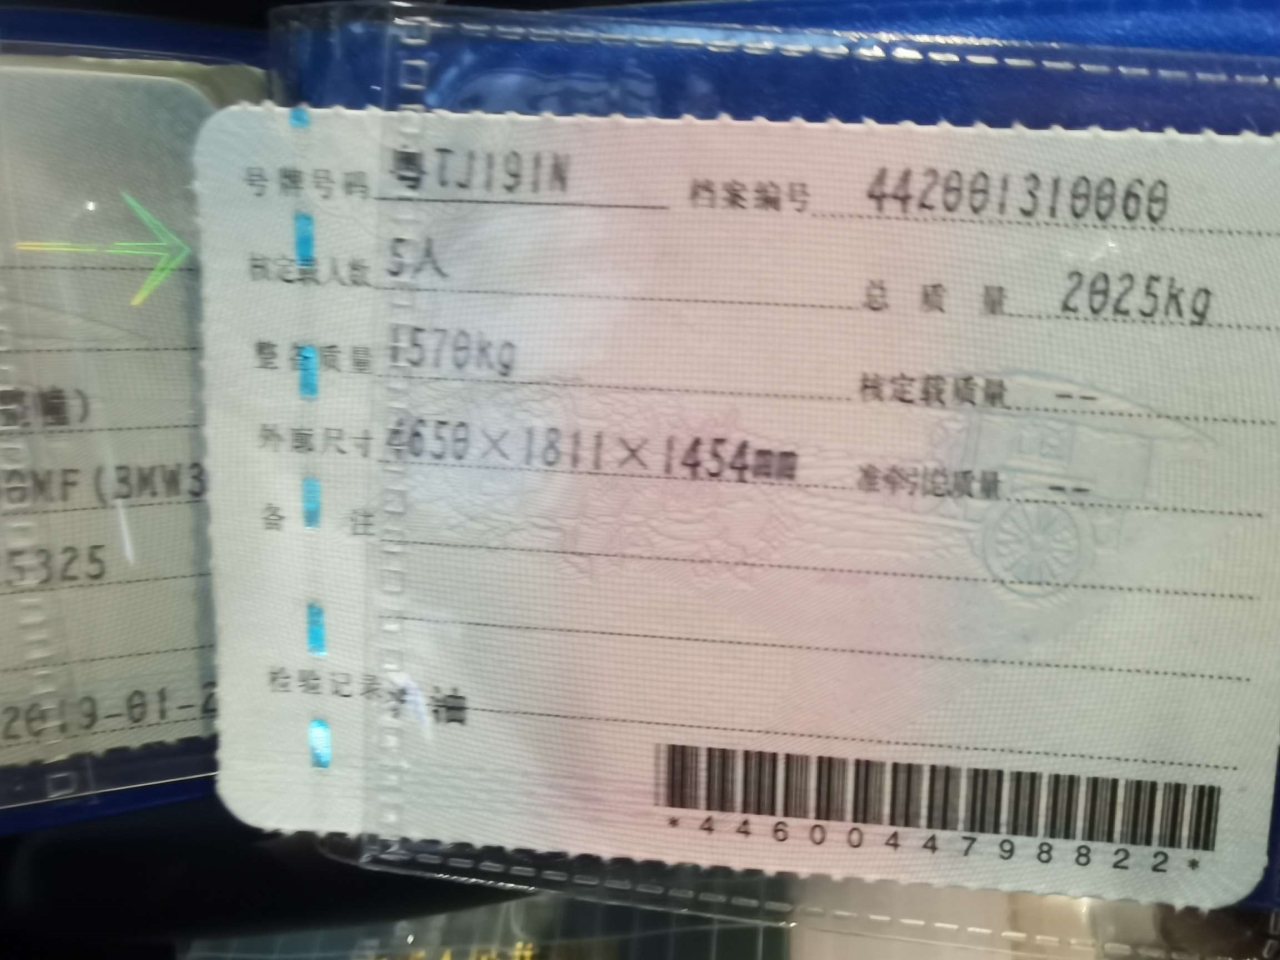 号牌号码 粤TJ191N 档案编号 442001310060
核定载人数 5人 总质量 2025kg
整备质量 1570kg 核定载质量 --
外廓尺寸 4650×1811×1454mm 准牵引总质量 --
备注
检验记录 油
*4460044798822*
(3MW3
5325
2019-01-2